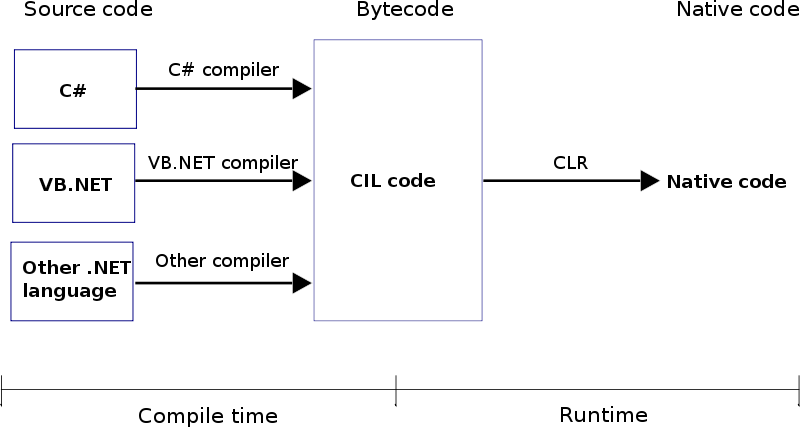 Source code
Bytecode
Native code
C#
C# compiler
VB.NET
VB.NET compiler
CIL code
CLR
Native code
Other .NET
language
Other compiler
Compile time
Runtime